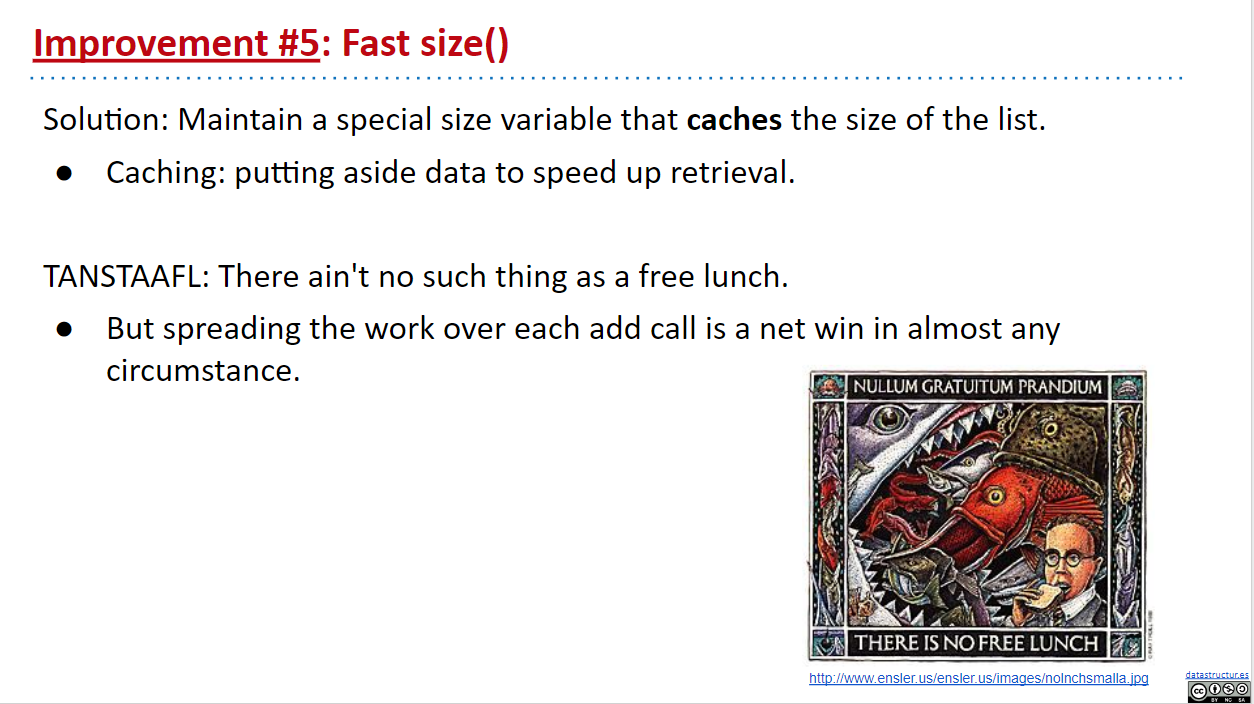 Improvement #5: Fast size()
Solution: Maintain a special size variable that caches the size of the list.
● Caching: putting aside data to speed up retrieval.
TANSTAAFL: There ain't no such thing as a free lunch.
● But spreading the work over each add call is a net win in almost any
circumstance.
NULLUM GRATUITUM PRANDIUM
THERE IS NO FREE LUNCH
http://www.ensler.us/ensler.us/images/nolnchsmalla.jpg
datastructur.es
CC
BY NC SA